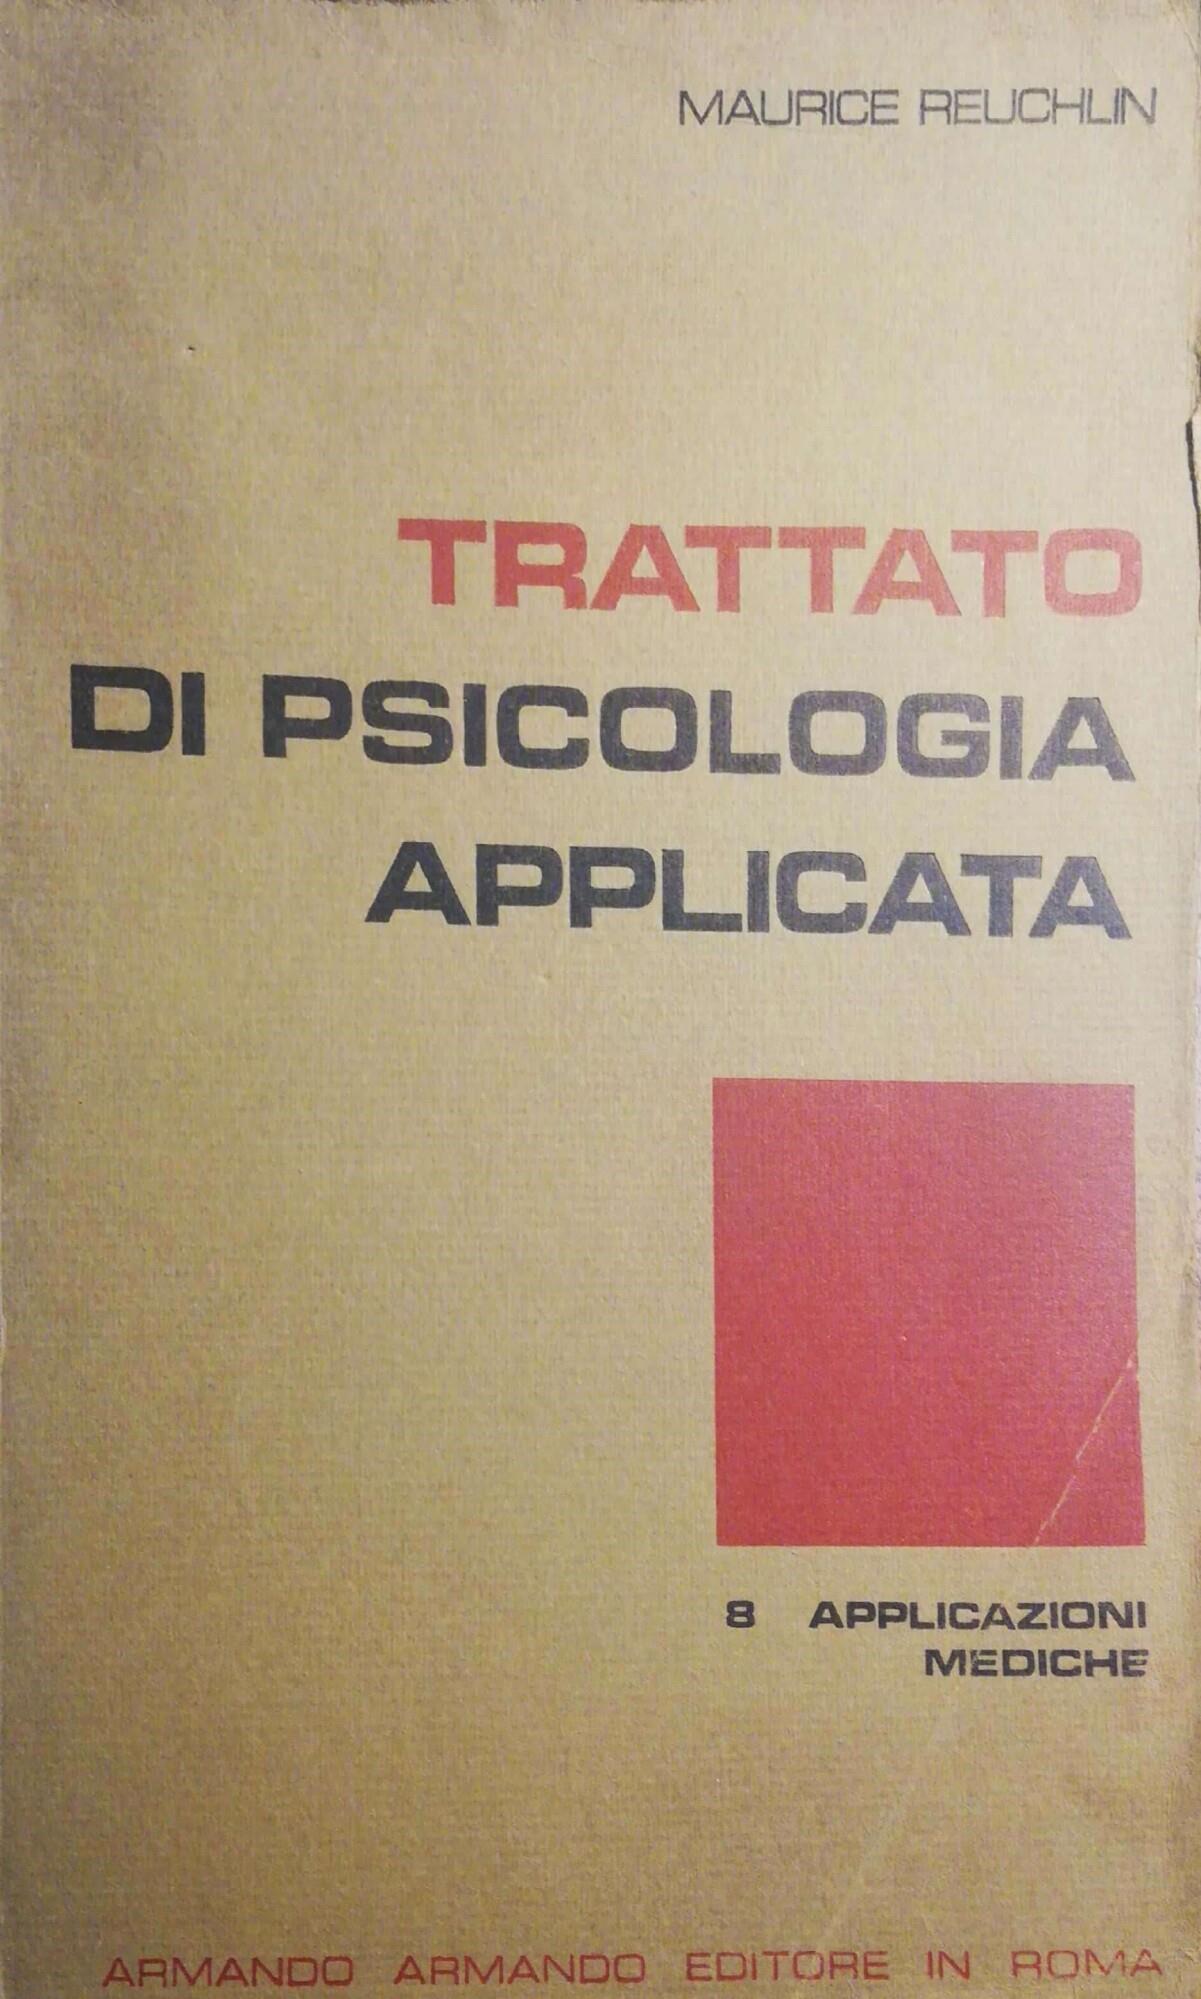 MAURICE REUCHLIN
TRATTATO
DI PSICOLOGIA
APPLICATA
8 APPLICAZIONI
MEDICHE
ARMANDO ARMANDO EDITORE IN ROMA